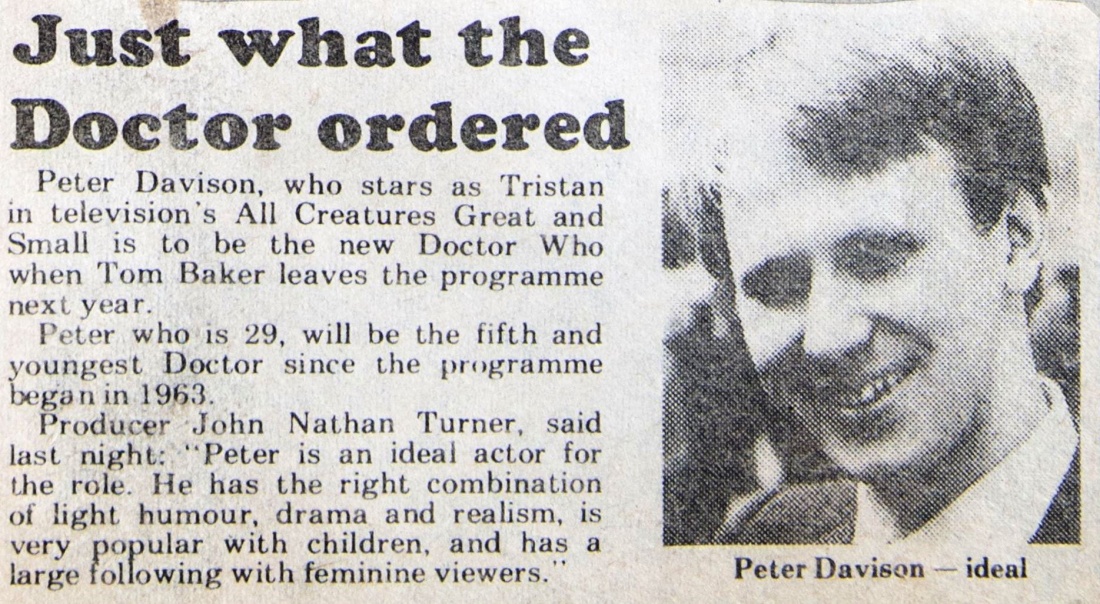 Just what the
Doctor ordered
Peter Davison, who stars as Tristan
in television's All Creatures Great and
Small is to be the new Doctor Who
when Tom Baker leaves the programme
next year.
Peter who is 29, will be the fifth and
youngest Doctor since the programme
began in 1963.
Producer John Nathan Turner, said
last night: "Peter is an ideal actor for
the role. He has the right combination
of light humour, drama and realism, is
very popular with children, and has a
large following with feminine viewers."
Peter Davison — ideal